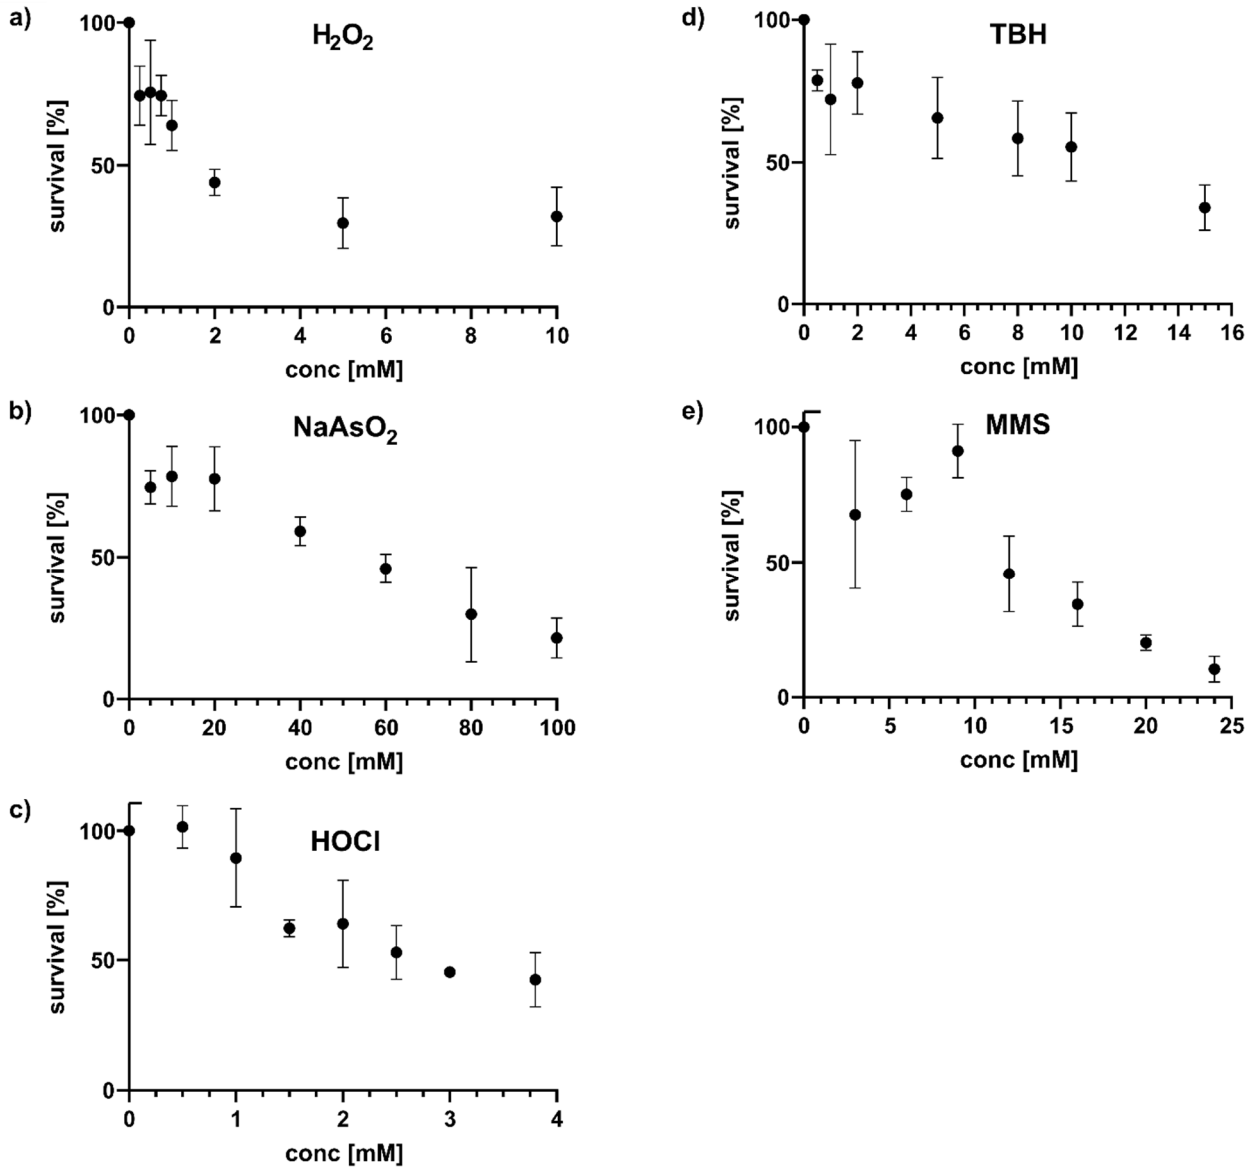 a)
H₂O₂
100
50
0
survival [%]
0 2 4 6 8 10
conc [mM]
b)
NaAsO₂
100
50
0
survival [%]
0 20 40 60 80 100
conc [mM]
c)
HOCl
100
50
0
survival [%]
0 1 2 3 4
conc [mM]
d)
TBH
100
50
0
survival [%]
0 2 4 6 8 10 12 14 16
conc [mM]
e)
MMS
100
50
0
survival [%]
0 5 10 15 20 25
conc [mM]